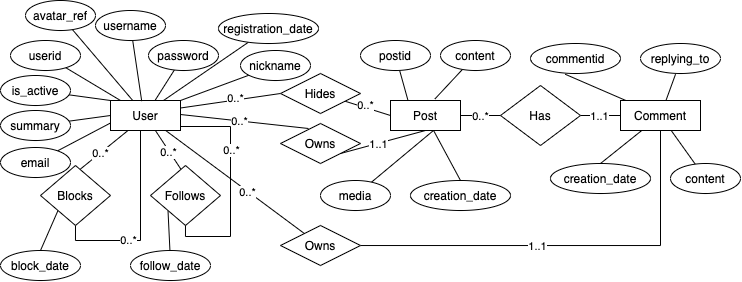 avatar_ref
username
registration_date
userid
password
nickname
is_active
summary
email
User
0..*
Hides
0..*
0..*
Owns
1..1
postid
content
Post
media
creation_date
0..*
Has
1..1
commentid
replying_to
Comment
creation_date
content
0..*
Blocks
0..*
block_date
0..*
Follows
0..*
follow_date
0..*
Owns
1..1